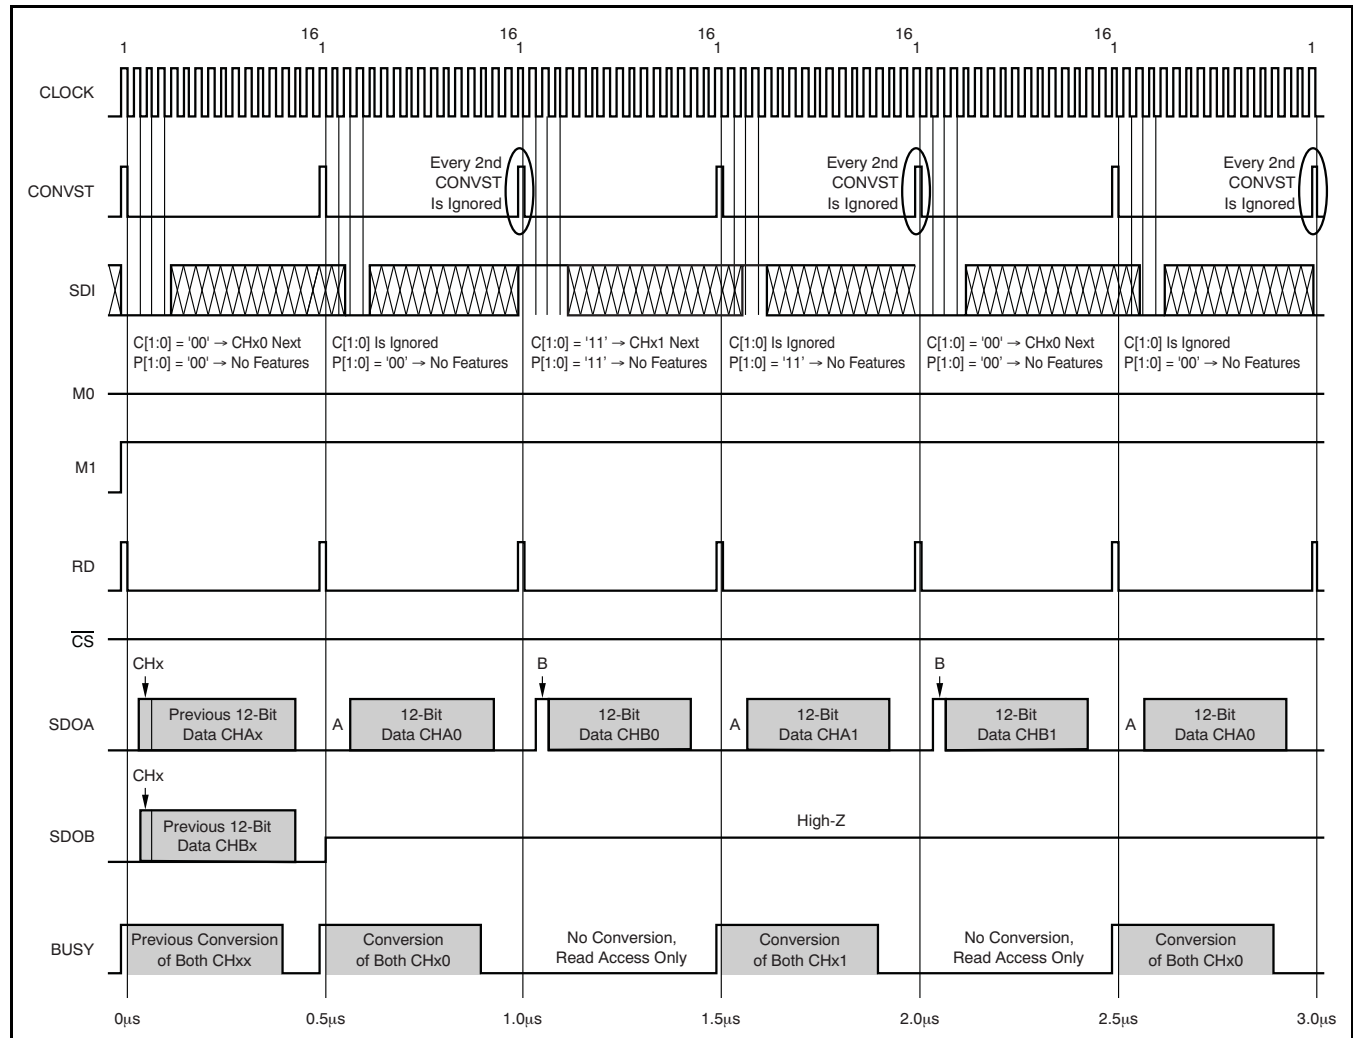 1
16
1
16
1
16
1
16
1
16
1
1
CLOCK
CONVST
Every 2nd
CONVST
Is Ignored
Every 2nd
CONVST
Is Ignored
Every 2nd
CONVST
Is Ignored
SDI
C[1:0] = '00' → CHx0 Next
P[1:0] = '00' → No Features
C[1:0] Is Ignored
P[1:0] = '00' → No Features
C[1:0] = '11' → CHx1 Next
P[1:0] = '11' → No Features
C[1:0] Is Ignored
P[1:0] = '11' → No Features
C[1:0] = '00' → CHx0 Next
P[1:0] = '00' → No Features
C[1:0] Is Ignored
P[1:0] = '00' → No Features
M0
M1
RD
CS
SDOA
CHx
Previous 12-Bit
Data CHAx
A
12-Bit
Data CHA0
B
12-Bit
Data CHB0
A
12-Bit
Data CHA1
B
12-Bit
Data CHB1
A
12-Bit
Data CHA0
SDOB
CHx
Previous 12-Bit
Data CHBx
High-Z
BUSY
Previous Conversion
of Both CHxx
Conversion
of Both CHx0
No Conversion,
Read Access Only
Conversion
of Both CHx1
No Conversion,
Read Access Only
Conversion
of Both CHx0
0µs
0.5µs
1.0µs
1.5µs
2.0µs
2.5µs
3.0µs